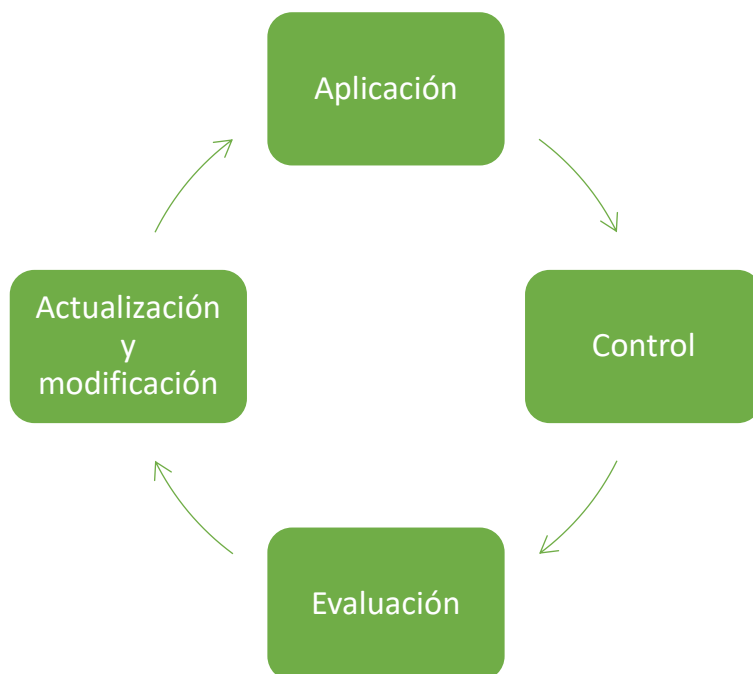 Aplicación
Actualización
y
modificación
Control
Evaluación